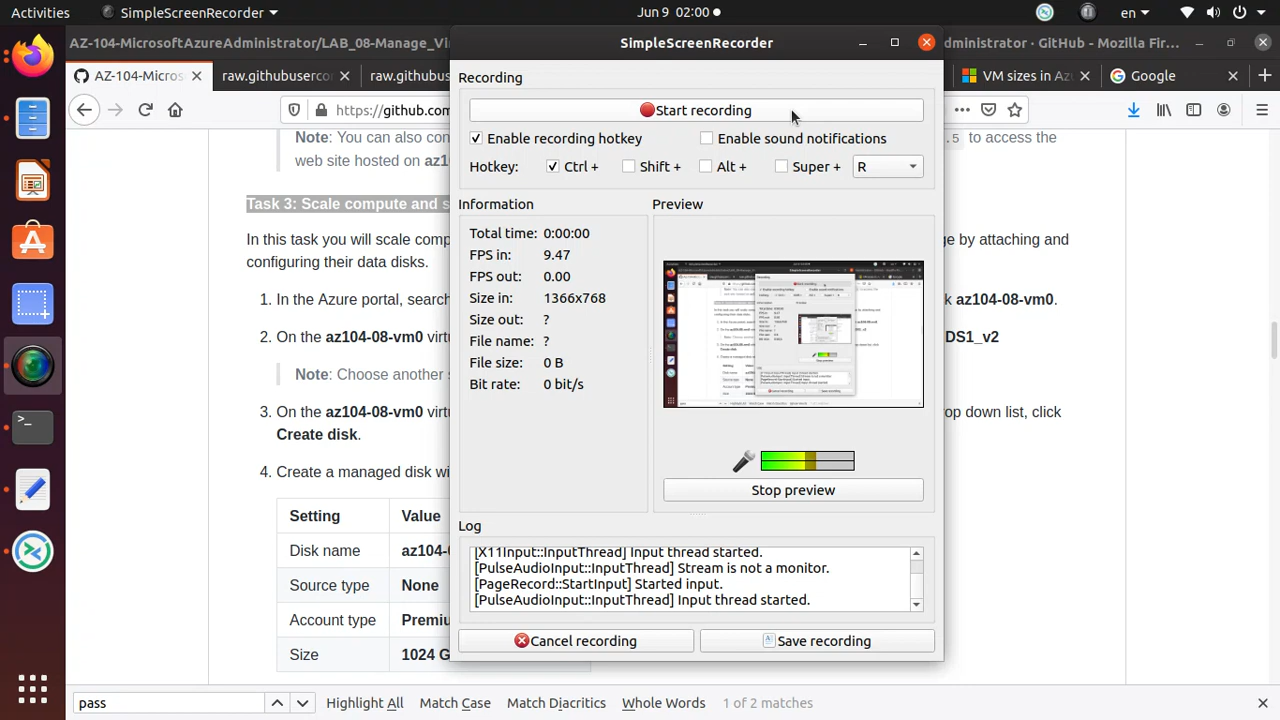 Activities
SimpleScreenRecorder
Jun 9 02:00
en
AZ-104-MicrosoftAzureAdministrator/LAB_08-Manage_Vi
SimpleScreenRecorder
dministrator · GitHub - Mozilla Fir…
AZ-104-Micros
raw.githubuserco
raw.githubus
VM sizes in Azu
Google
https://github.com
Note: You can also con
.5 to access the
web site hosted on az1
Task 3: Scale compute and s
In this task you will scale comp
ge by attaching and
configuring their data disks.
1. In the Azure portal, search
k az104-08-vm0.
2. On the az104-08-vm0 virtu
DS1_v2
Note: Choose another s
3. On the az104-08-vm0 virtu
op down list, click
Create disk.
4. Create a managed disk wi
Setting
Value
Disk name
az104-0
Source type
None
Account type
Premiu
Size
1024 G
Recording
Start recording
Enable recording hotkey
Enable sound notifications
Hotkey:
Ctrl +
Shift +
Alt +
Super +
R
Information
Preview
Total time: 0:00:00
FPS in: 9.47
FPS out: 0.00
Size in: 1366x768
Size out: ?
File name: ?
File size: 0 B
Bit rate: 0 bit/s
Stop preview
Log
[X11Input::InputThread] Input thread started.
[PulseAudioInput::InputThread] Stream is not a monitor.
[PageRecord::StartInput] Started input.
[PulseAudioInput::InputThread] Input thread started.
Cancel recording
Save recording
pass
Highlight All
Match Case
Match Diacritics
Whole Words
1 of 2 matches